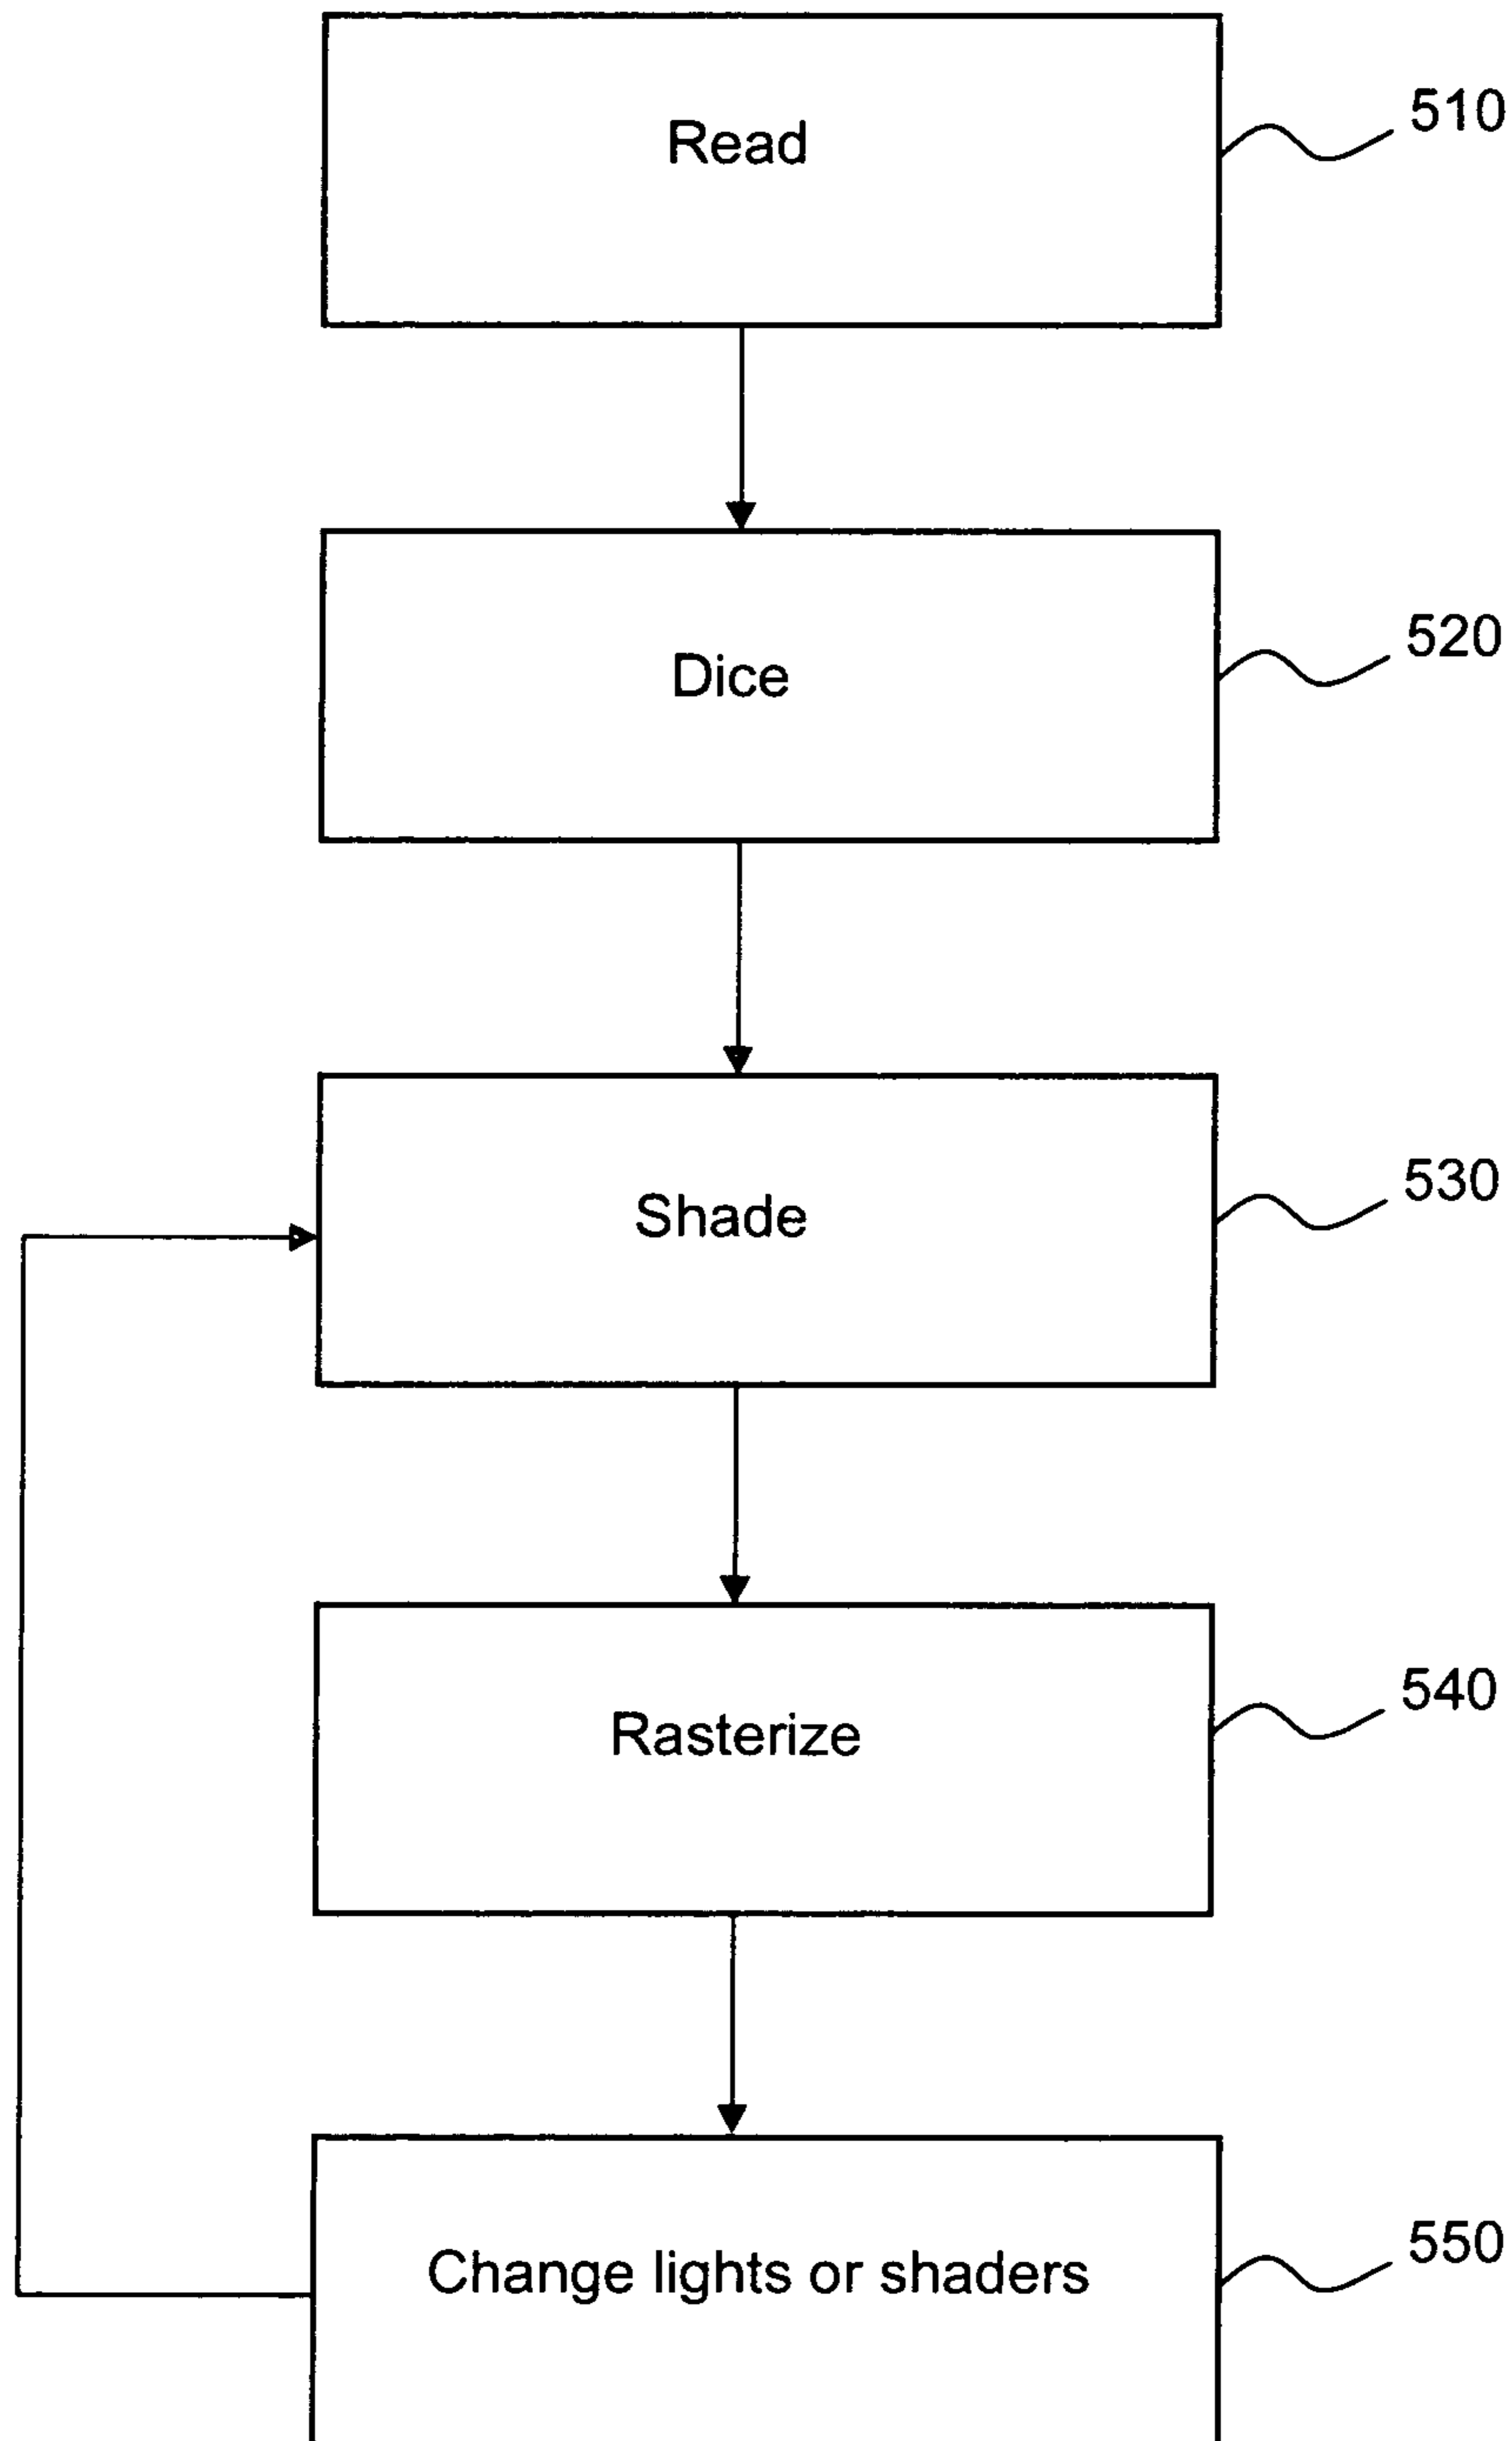 Read
510
Dice
520
Shade
530
Rasterize
540
Change lights or shaders
550